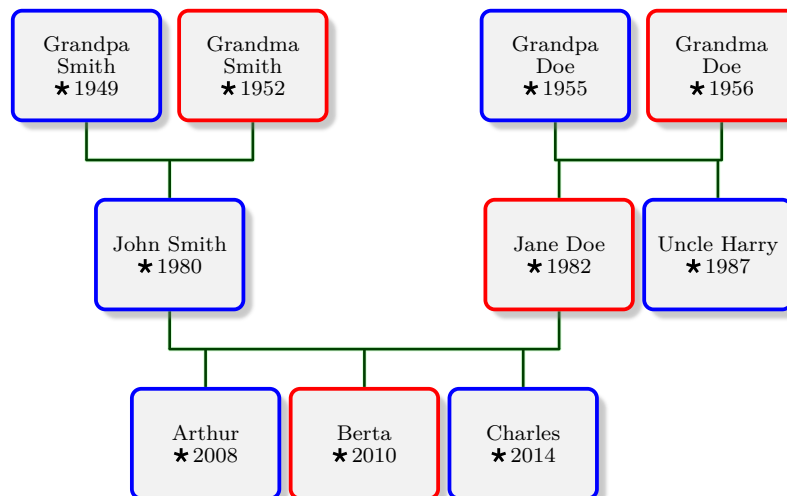 Grandpa
Smith
★1949
Grandma
Smith
★1952
Grandpa
Doe
★1955
Grandma
Doe
★1956
John Smith
★1980
Jane Doe
★1982
Uncle Harry
★1987
Arthur
★2008
Berta
★2010
Charles
★2014